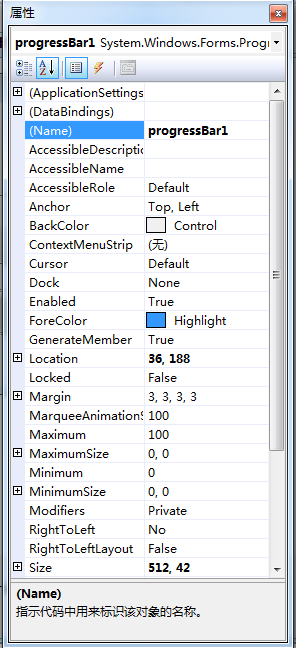 属性
progressBar1 System.Windows.Forms.Prog
(ApplicationSettings
(DataBindings)
(Name) progressBar1
AccessibleDescriptio
AccessibleName
AccessibleRole Default
Anchor Top, Left
BackColor Control
ContextMenuStrip (无)
Cursor Default
Dock None
Enabled True
ForeColor Highlight
GenerateMember True
Location 36, 188
Locked False
Margin 3, 3, 3, 3
MarqueeAnimationS 100
Maximum 100
MaximumSize 0, 0
Minimum 0
MinimumSize 0, 0
Modifiers Private
RightToLeft No
RightToLeftLayout False
Size 512, 42
(Name)
指示代码中用来标识该对象的名称。